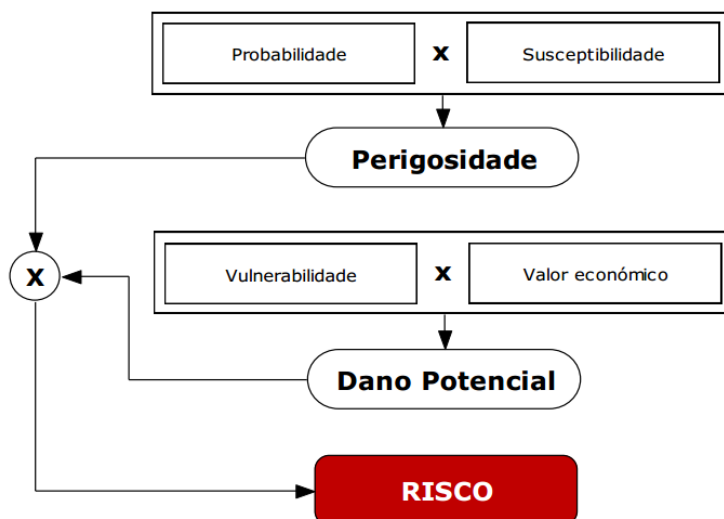 Probabilidade x Susceptibilidade
Perigosidade
X
Vulnerabilidade x Valor económico
Dano Potencial
RISCO